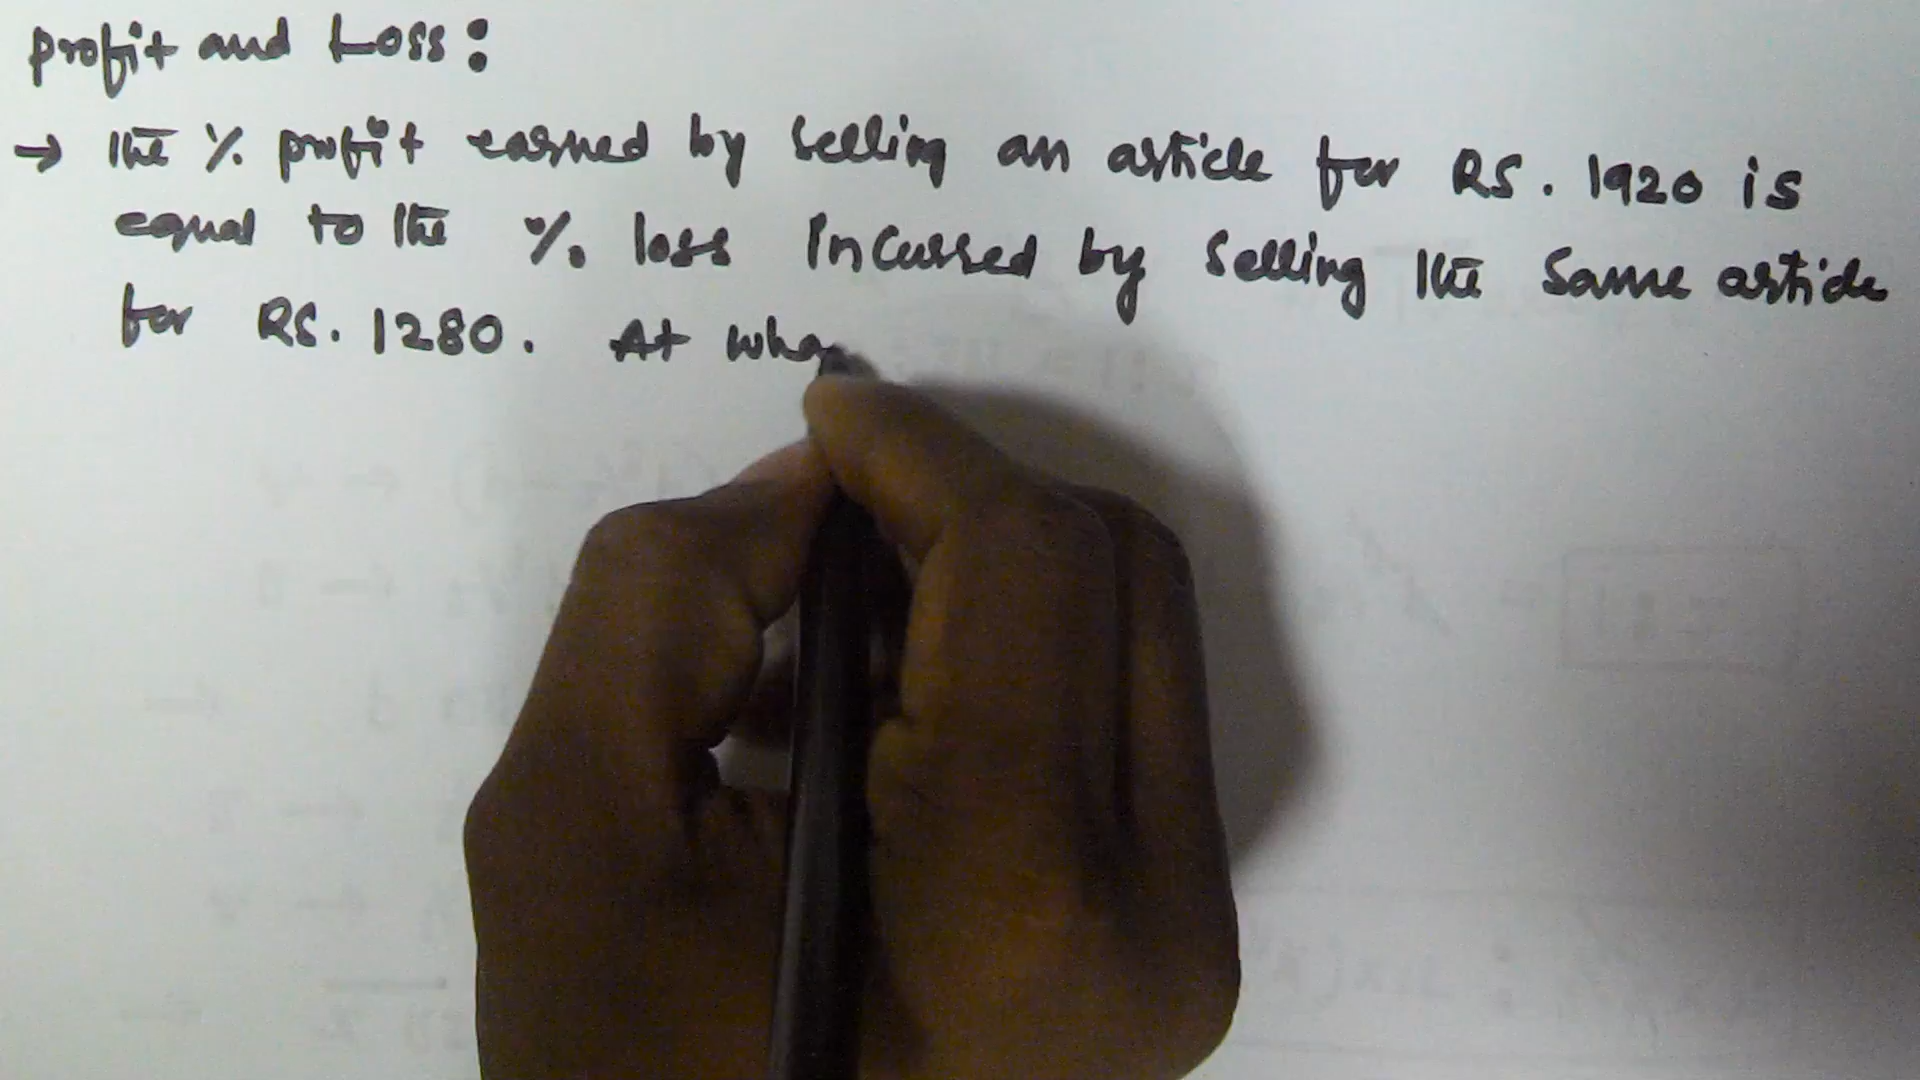 Profit and Loss:
→ The % profit earned by selling an article for RS. 1920 is
equal to the % loss incurred by selling the same article
for RS. 1280. At wha